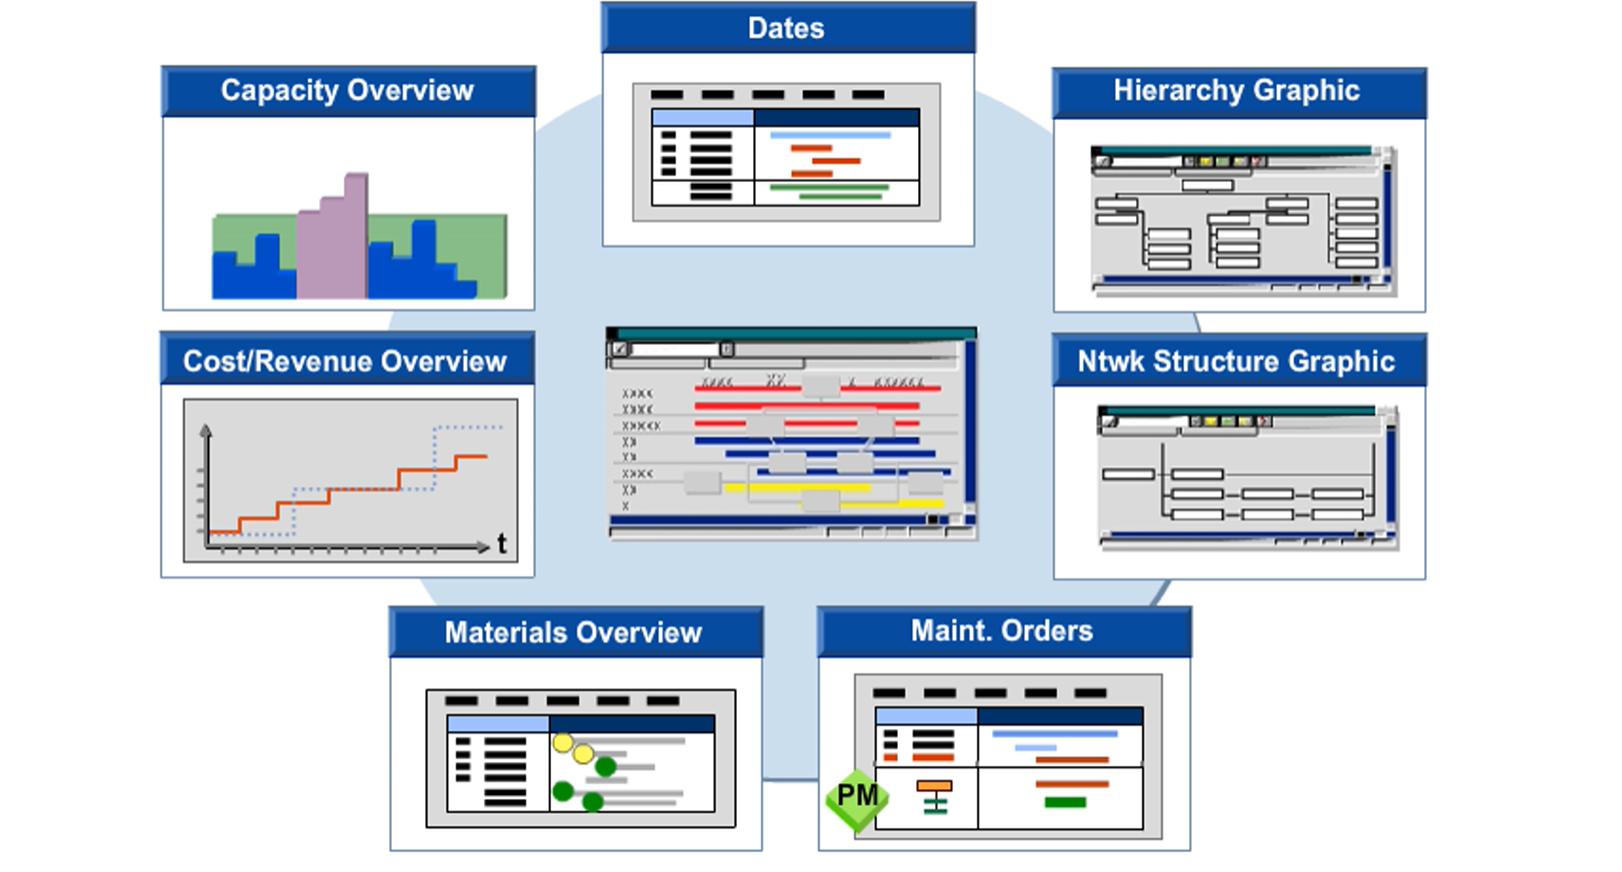 Dates
Capacity Overview
Hierarchy Graphic
Cost/Revenue Overview
t
Ntwk Structure Graphic
Materials Overview
Maint. Orders
PM